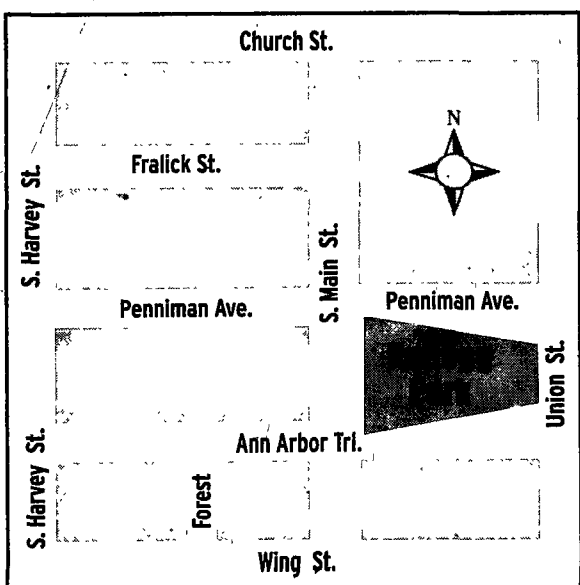 Church St.
N
Fralick St.
S. Harvey St.
S. Main St.
Penniman Ave.
Penniman Ave.
Union St.
Ann Arbor Trl.
S. Harvey St.
Forest
Wing St.